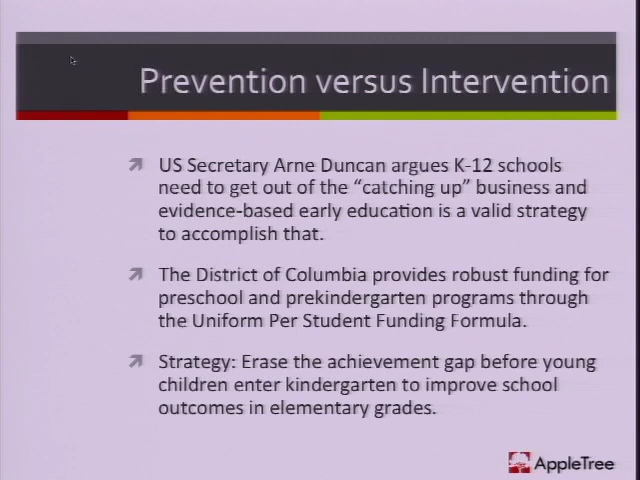 Prevention versus Intervention
US Secretary Arne Duncan argues K-12 schools
need to get out of the “catching up” business and
evidence-based early education is a valid strategy
to accomplish that.
The District of Columbia provides robust funding for
preschool and prekindergarten programs through
the Uniform Per Student Funding Formula.
Strategy: Erase the achievement gap before young
children enter kindergarten to improve school
outcomes in elementary grades.
AppleTree